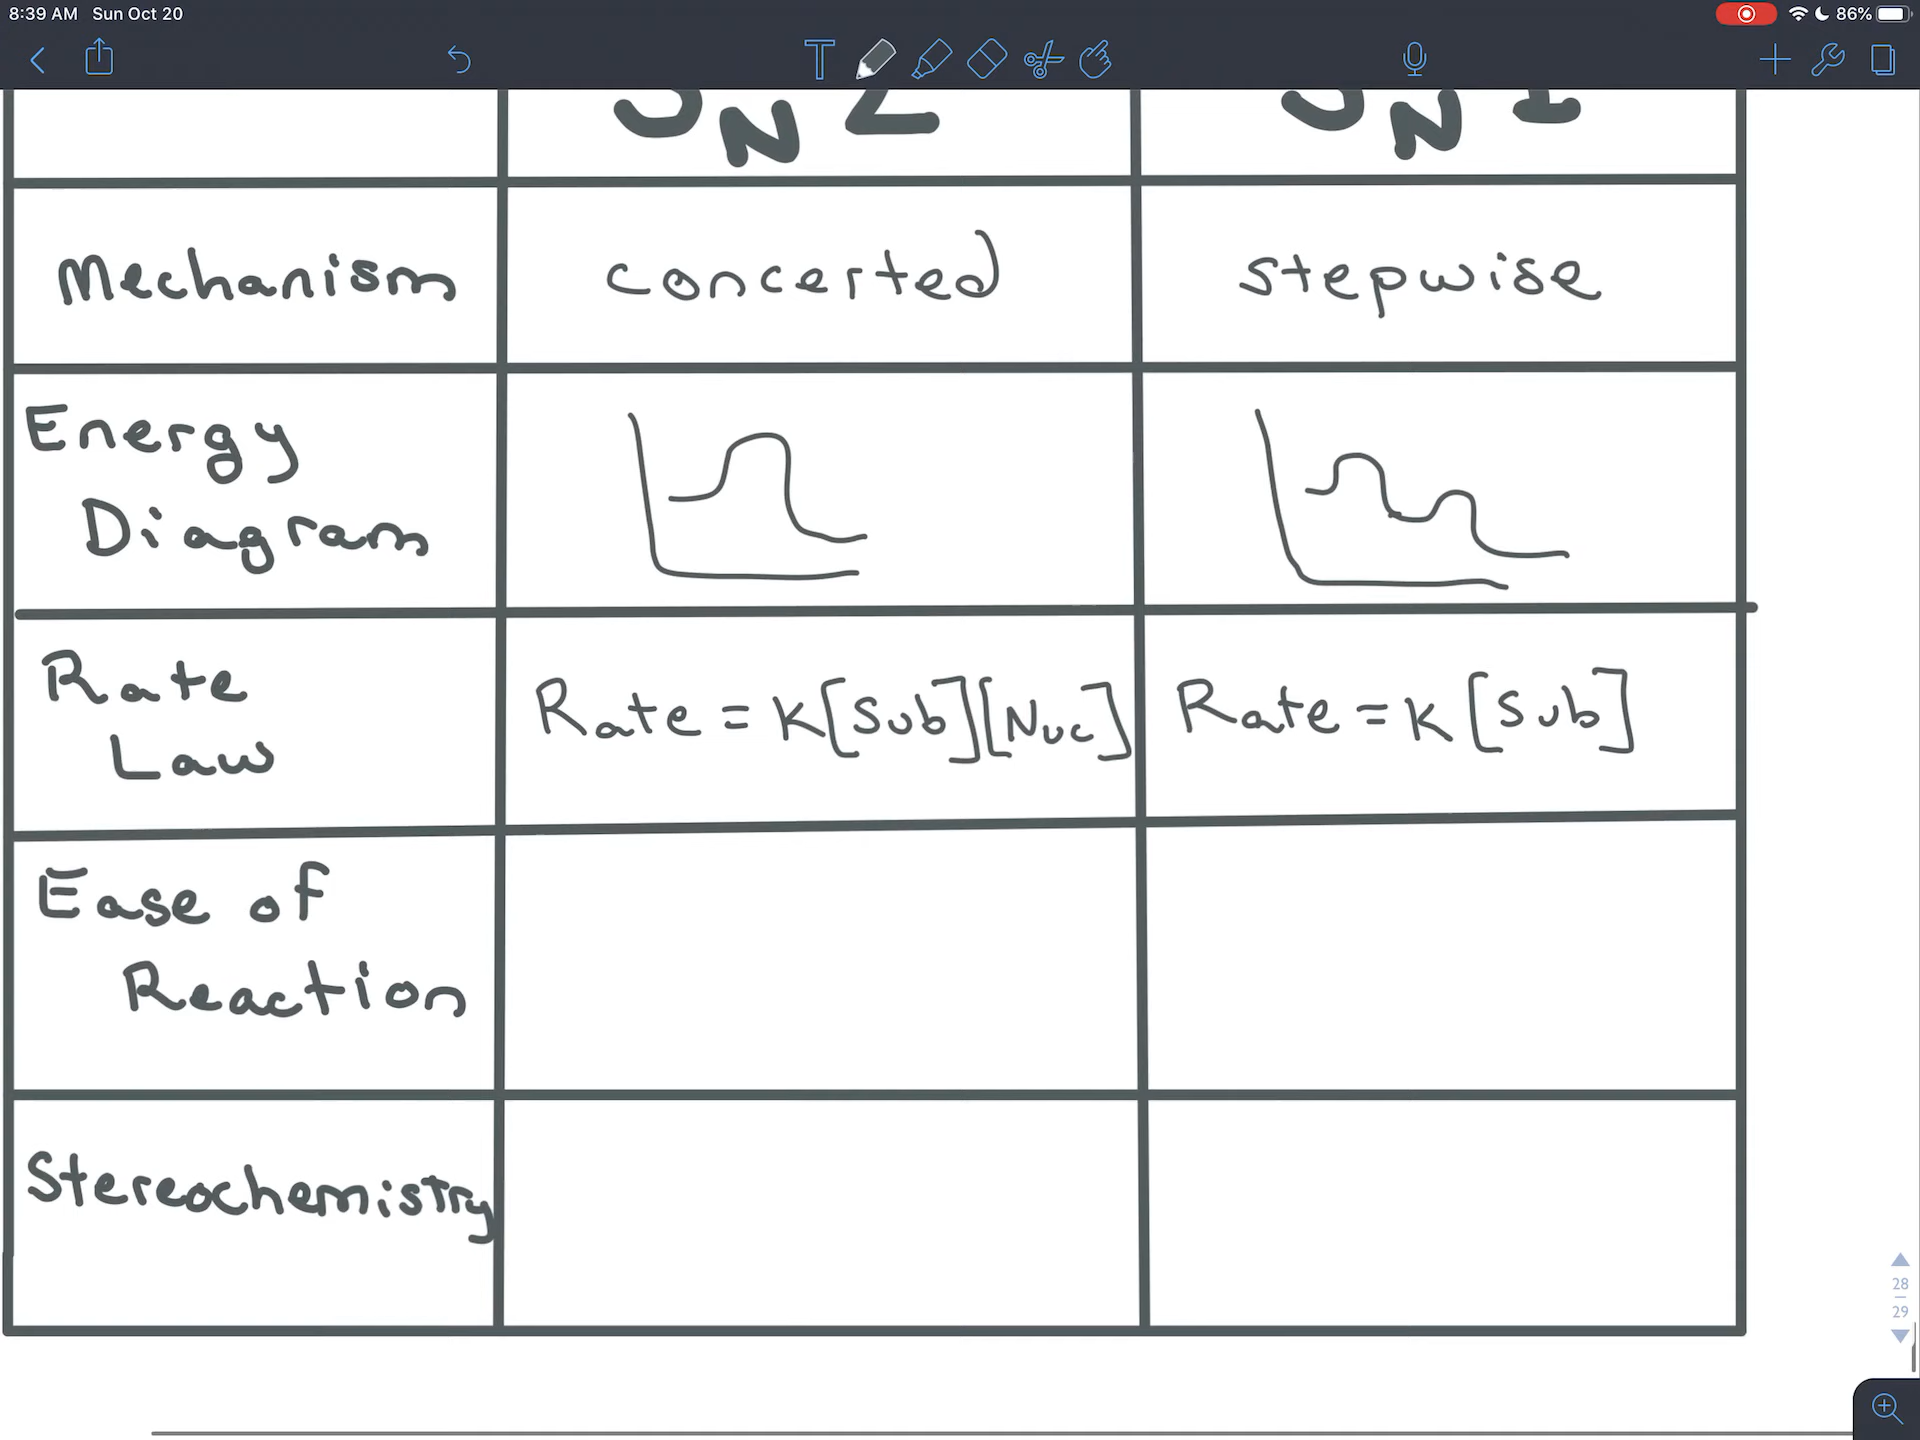 8:39 AM Sun Oct 20
86%
SN2
SN1
Mechanism
concerted
stepwise
Energy
Diagram
Rate
Law
Rate = K[Sub][Nuc]
Rate = K[Sub]
Ease of
Reaction
Stereochemistry
28
29